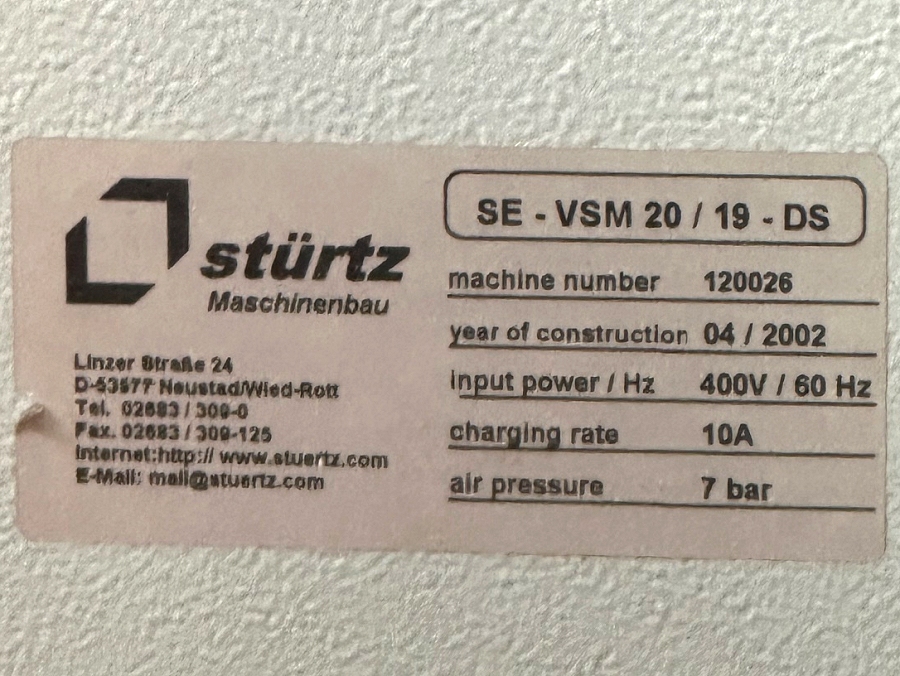 stürtz
Maschinenbau
Linzer Straße 24
D-53577 Neustad/Wied-Rott
Tel. 02683 / 309-0
Fax. 02683 / 309-125
Internet:http:// www.stuertz.com
E-Mail: mail@stuertz.com
SE - VSM 20 / 19 - DS
machine number 120026
year of construction 04 / 2002
input power / Hz 400V / 60 Hz
charging rate 10A
air pressure 7 bar